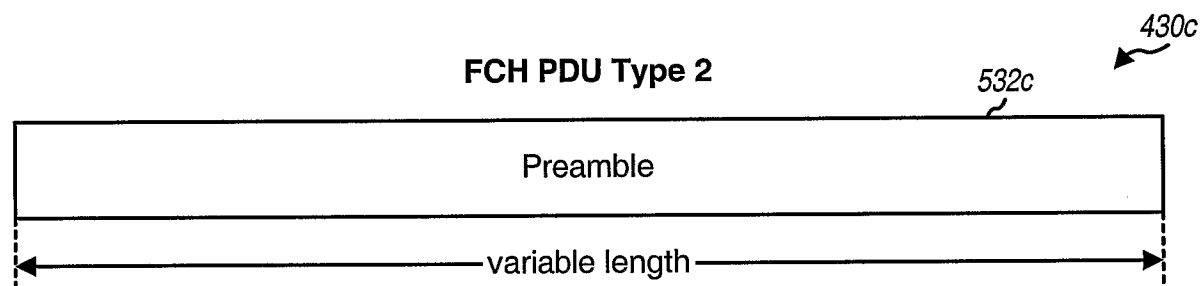 430c
FCH PDU Type 2
532c
Preamble
variable length